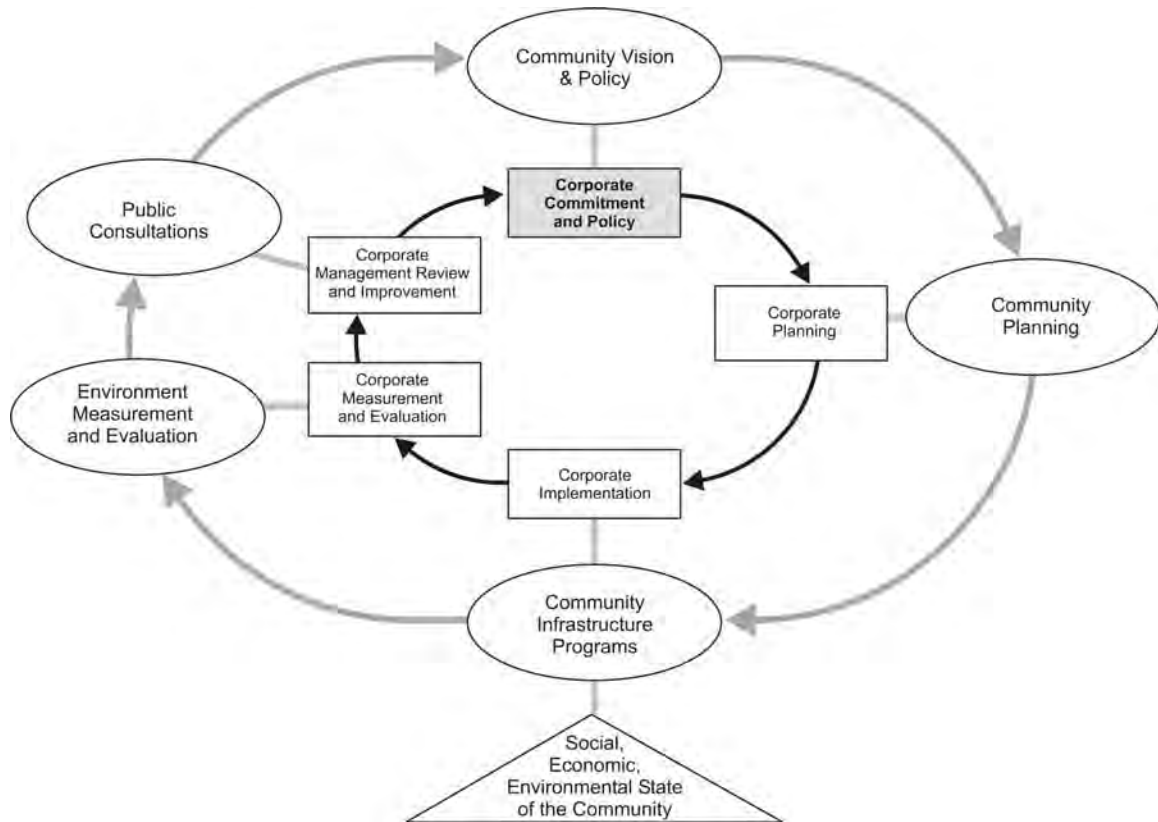 Community Vision
& Policy
Corporate
Commitment
and Policy
Public
Consultations
Corporate
Management Review
and Improvement
Corporate
Planning
Community
Planning
Environment
Measurement
and Evaluation
Corporate
Measurement
and Evaluation
Corporate
Implementation
Community
Infrastructure
Programs
Social,
Economic,
Environmental State
of the Community